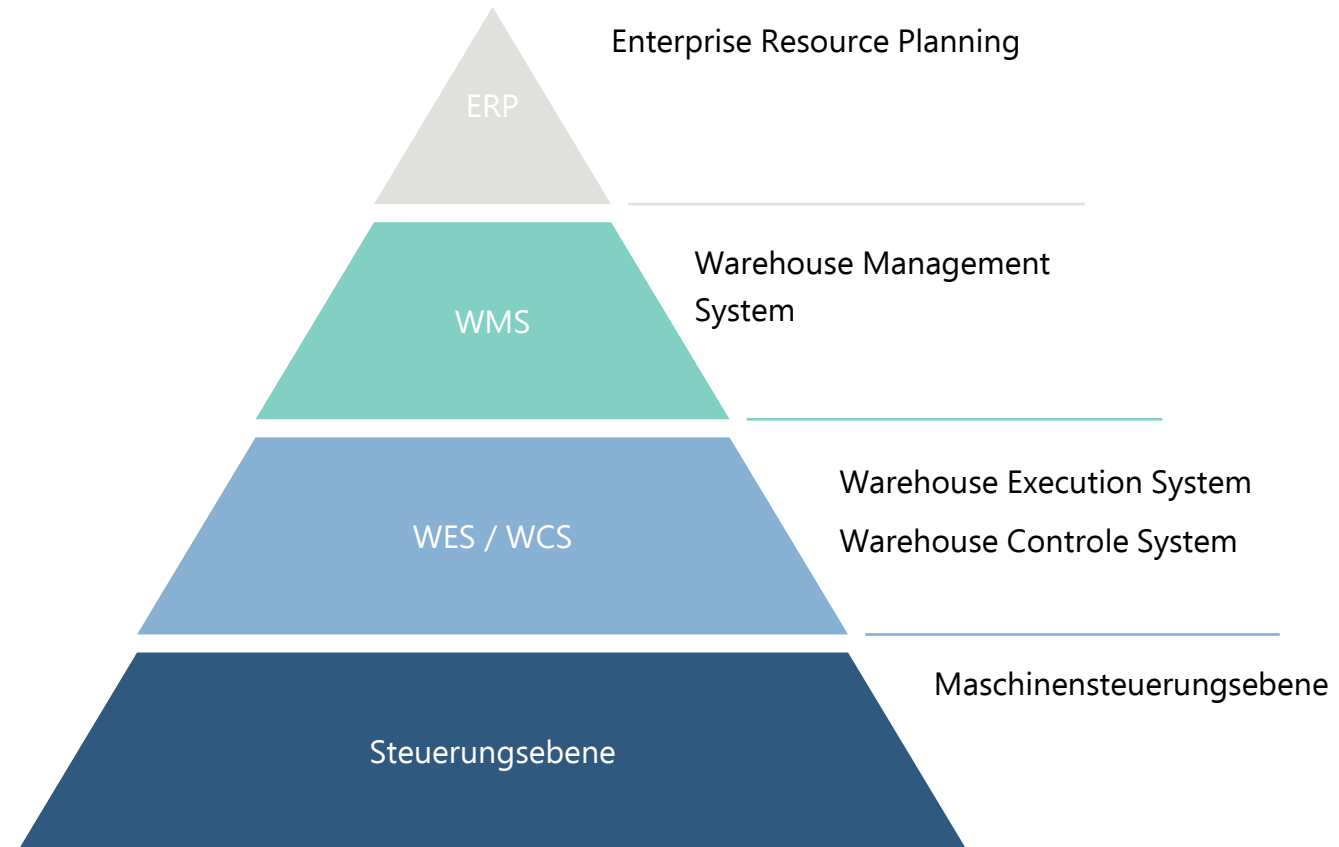 Enterprise Resource Planning
ERP
Warehouse Management
System
WMS
Warehouse Execution System
WES / WCS
Warehouse Controle System
Maschinensteuerungsebene
Steuerungsebene